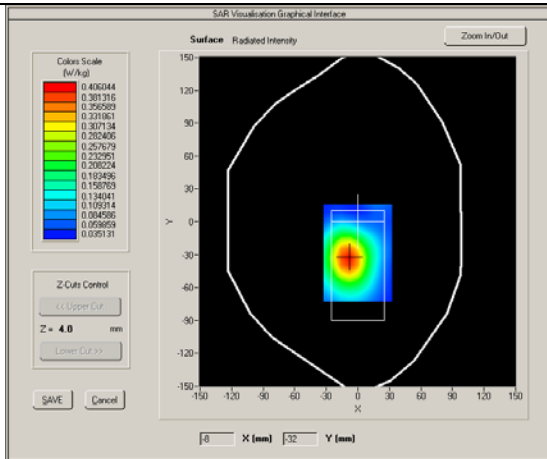 SAR Visualisation Graphical Interface
Surface Radiated Intensity
Zoom In/Out
Colors Scale
(W/kg)
0.406044
0.381316
0.356589
0.331861
0.307134
0.282406
0.257679
0.232951
0.208224
0.183496
0.158769
0.134041
0.109314
0.084586
0.059859
0.035131
Z-Cuts Control
<< Upper Cut
Z = 4.0 mm
Lower Cut >>
SAVE Cancel
150
120
90
60
30
0
-30
-60
-90
-120
-150
Y
-150 -120 -90 -60 -30 0 30 60 90 120 150
X
-8 X (mm) -32 Y (mm)